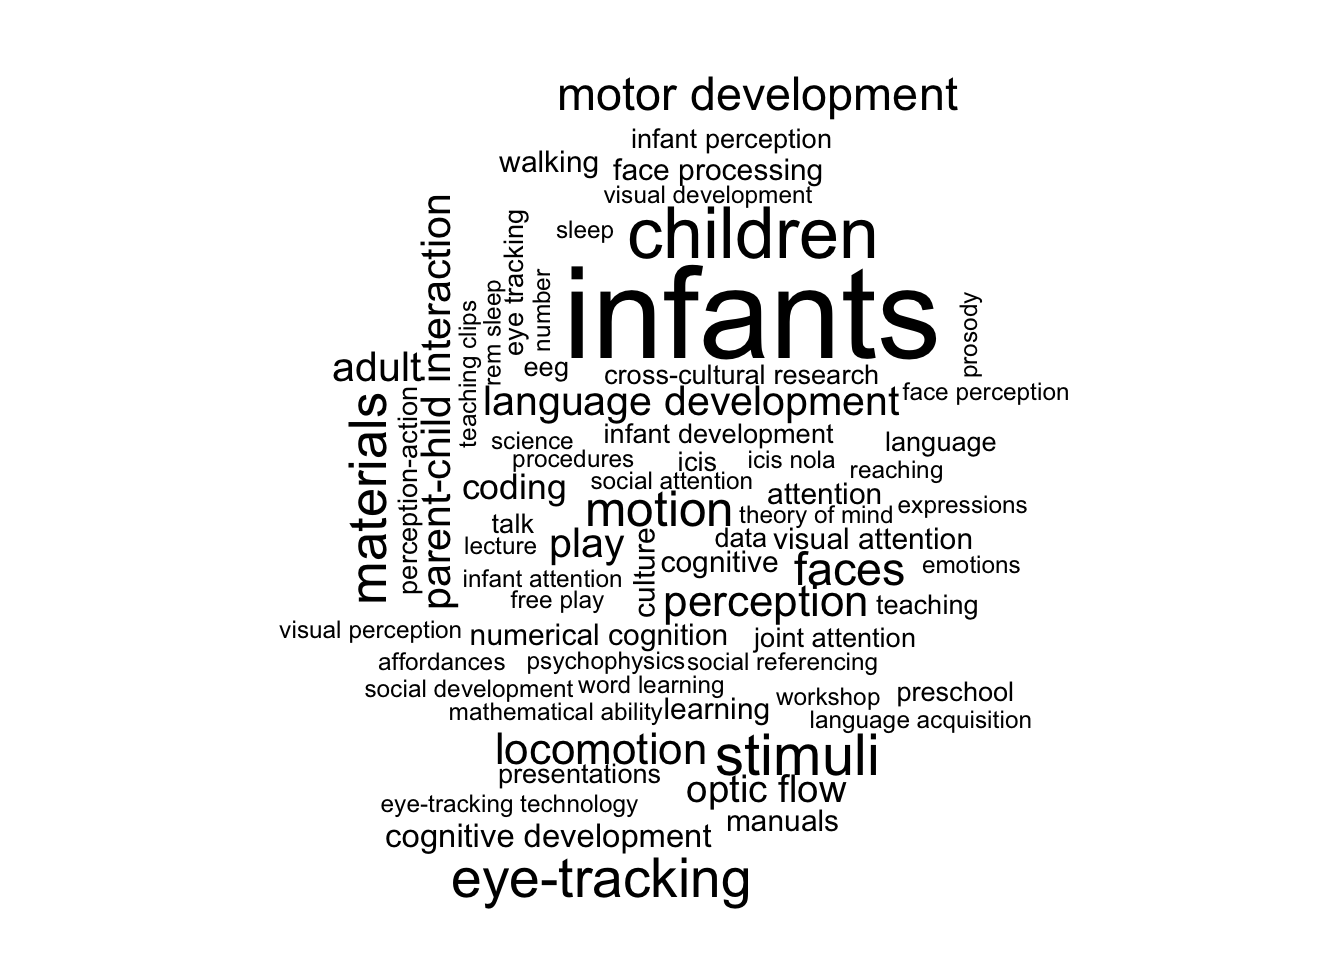 motor development
infant perception
walking
face processing
visual development
parent-child interaction
eye tracking
sleep
children
infants
number
rem sleep
teaching clips
prosody
adult
eeg
cross-cultural research
face perception
language development
materials
perception-action
science
infant development
language
procedures
icis
icis nola
reaching
social attention
coding
attention
motion
theory of mind
expressions
talk
lecture
play
culture
data
visual attention
cognitive
faces
emotions
infant attention
free play
perception
teaching
visual perception
numerical cognition
joint attention
affordances
psychophysics
social referencing
social development
word learning
workshop
preschool
mathematical ability
learning
language acquisition
locomotion
stimuli
presentations
optic flow
eye-tracking technology
manuals
cognitive development
eye-tracking